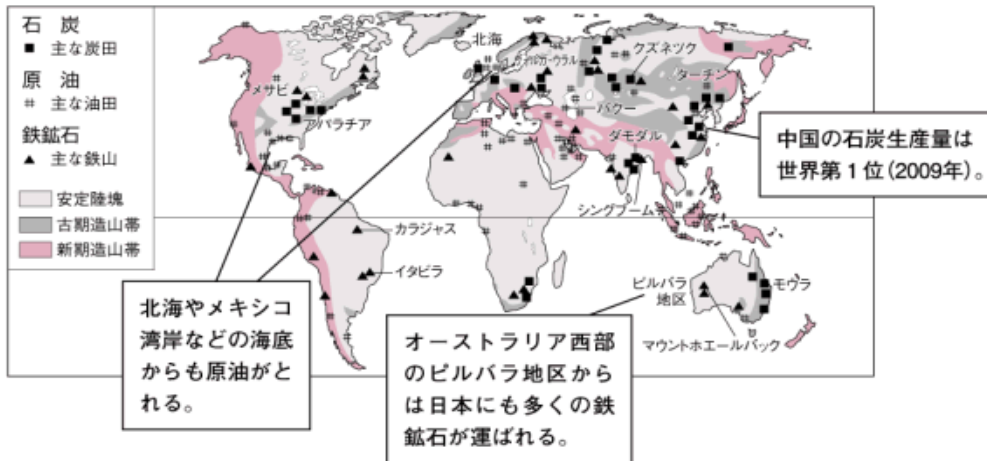 石 炭
主な炭田
原 油
主な油田
鉄鉱石
主な鉄山
安定陸塊
古期造山帯
新期造山帯
北海
ヴォルガ・ウラル
クズネック
ターチン
メサビ
アパラチア
バクー
ダモダル
シングブーム
カラジャス
イタビラ
ピルバラ
地区
モウラ
マウントホエールバック
中国の石炭生産量は
世界第1位(2009年)。
北海やメキシコ
湾岸などの海底
からも原油がと
れる。
オーストラリア西部
のピルバラ地区から
は日本にも多くの鉄
鉱石が運ばれる。